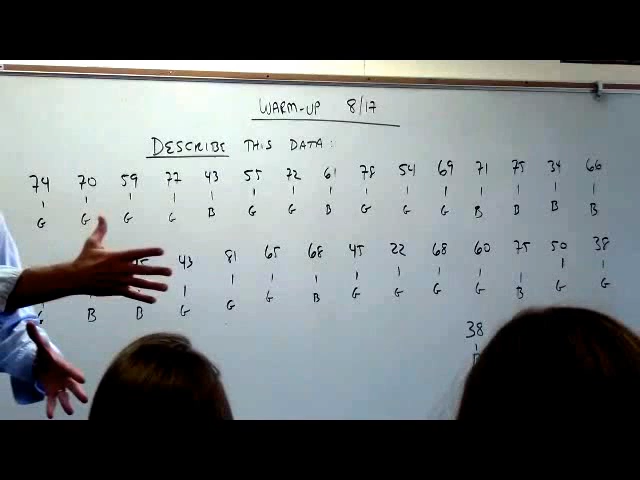 WARM-UP 8/17
DESCRIBE THIS DATA:
74 70 59 77 43 55 72 61 78 54 69 71 75 34 66
G G G G B G G B G G G B B B B
43 81 65 68 45 22 68 60 75 50 38
B B G G G B G G G G B G G
38